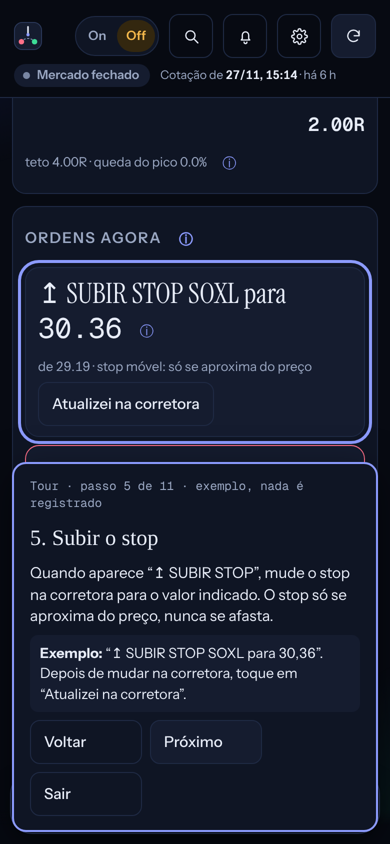 On Off
Mercado fechado Cotação de 27/11, 15:14 · há 6 h
2.00R
teto 4.00R · queda do pico 0.0% ⓘ
ORDENS AGORA ⓘ
↥ SUBIR STOP SOXL para
30.36 ⓘ
de 29.19 · stop móvel: só se aproxima do preço
Atualizei na corretora
Tour · passo 5 de 11 · exemplo, nada é
registrado
5. Subir o stop
Quando aparece “↥ SUBIR STOP”, mude o stop
na corretora para o valor indicado. O stop só se
aproxima do preço, nunca se afasta.
Exemplo: “↥ SUBIR STOP SOXL para 30,36”.
Depois de mudar na corretora, toque em
“Atualizei na corretora”.
Voltar Próximo
Sair